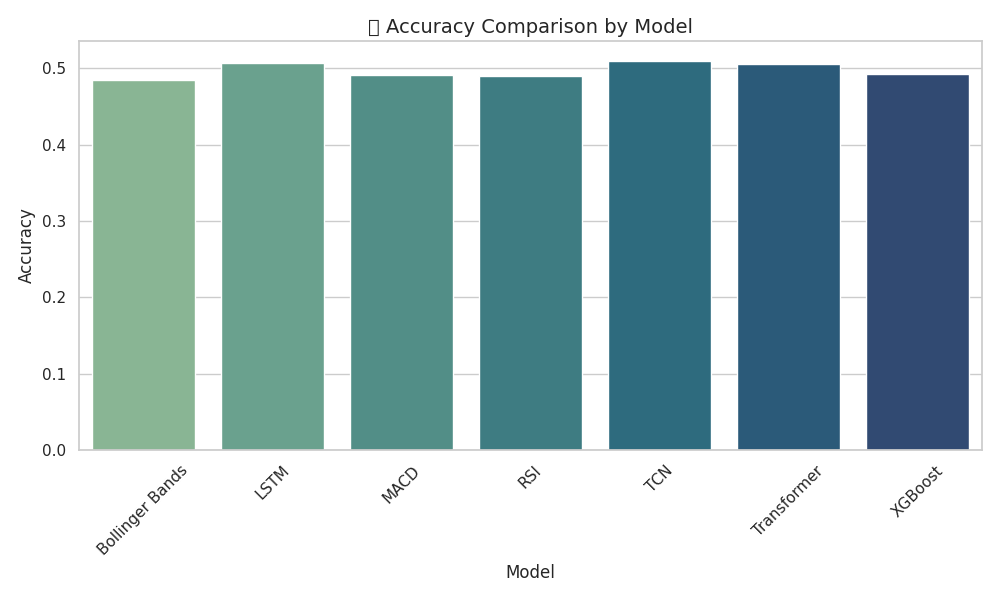 Accuracy Comparison by Model
Accuracy
0.5
0.4
0.3
0.2
0.1
0.0
Bollinger Bands
LSTM
MACD
RSI
TCN
Transformer
XGBoost
Model